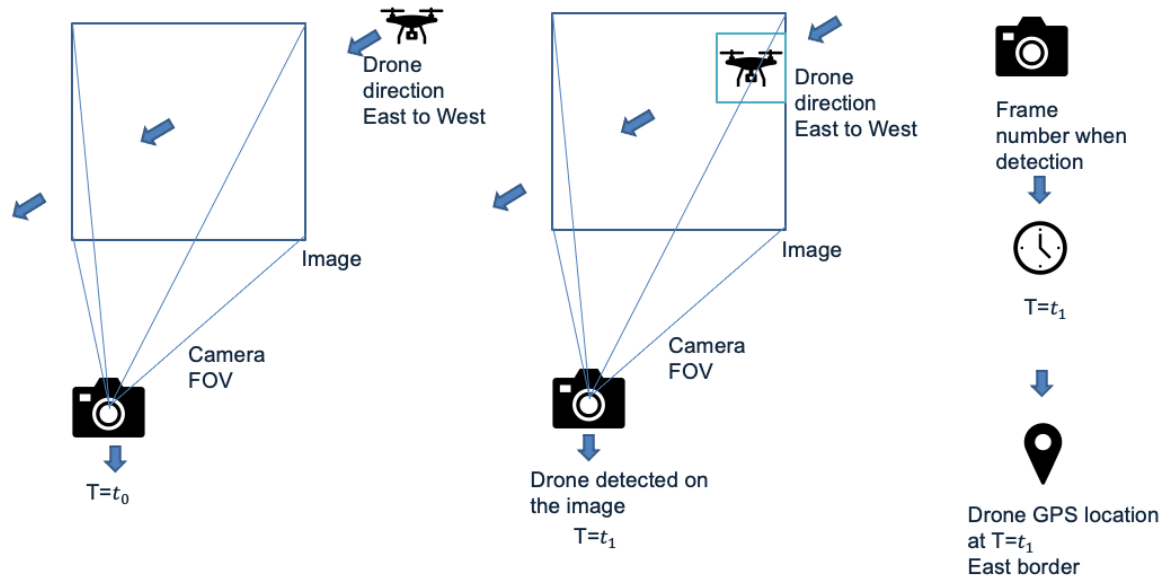 Drone
direction
East to West
Image
Camera
FOV
T=t₀
Drone
direction
East to West
Image
Camera
FOV
Drone detected on
the image
T=t₁
Frame
number when
detection
T=t₁
Drone GPS location
at T=t₁
East border